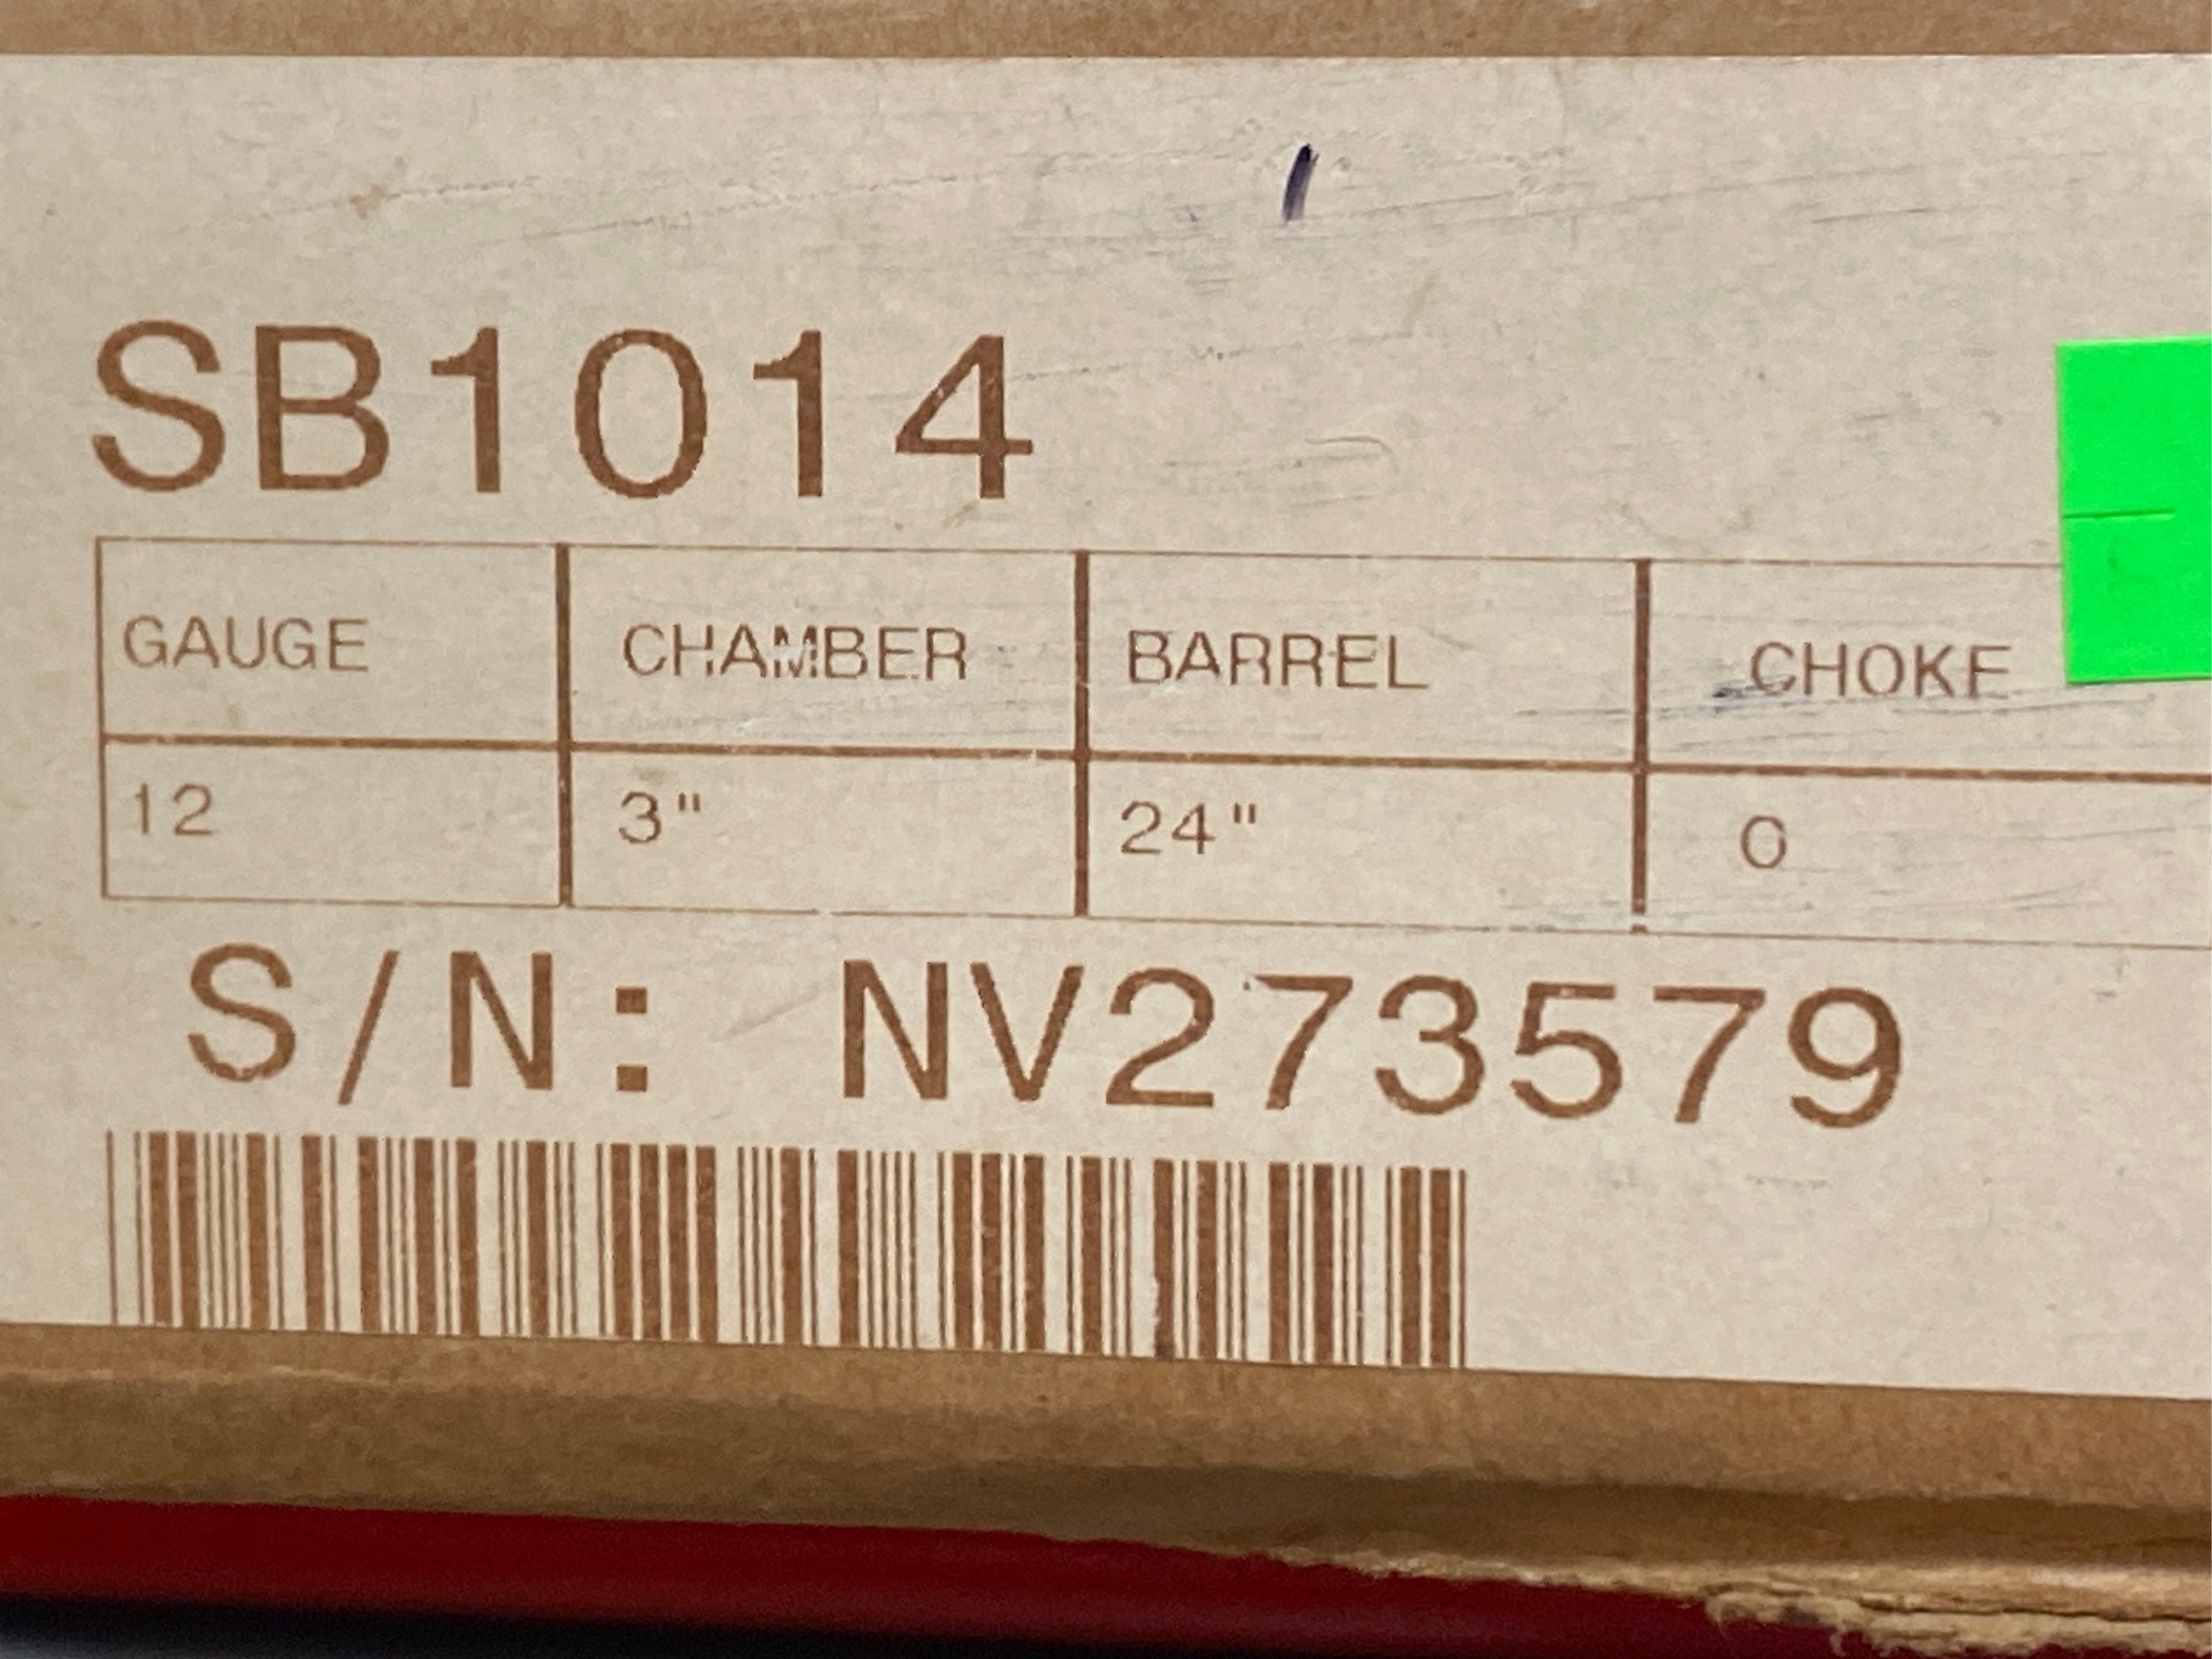 SB1014
GAUGE CHAMBER BARREL CHOKE
12 3" 24" 0
S/N: NV273579